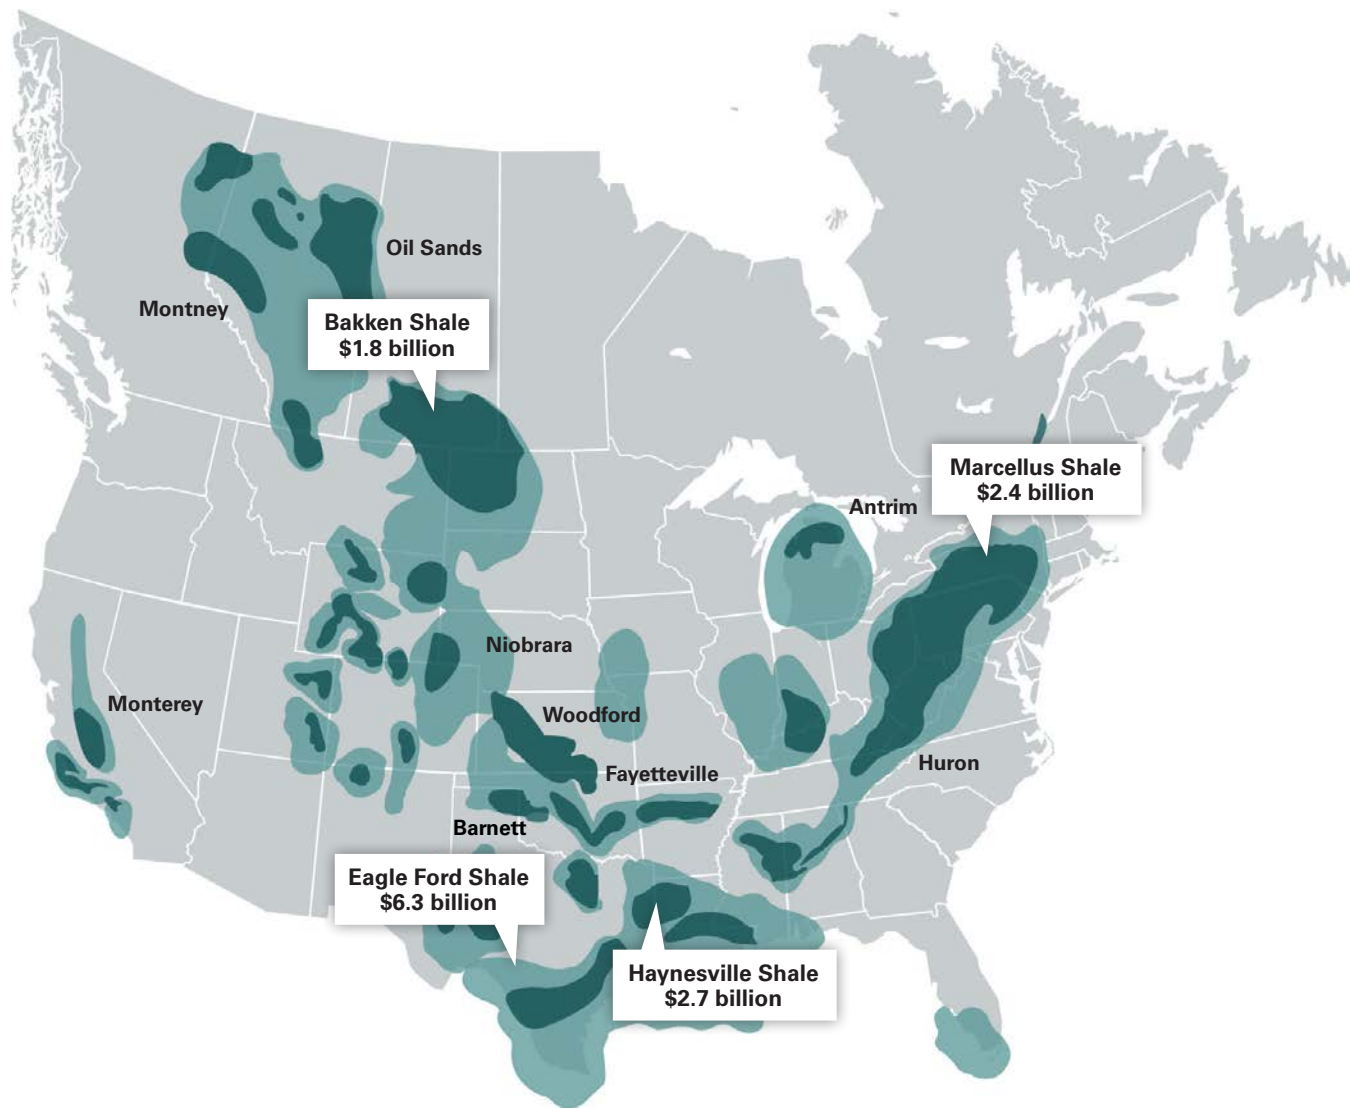 Oil Sands
Montney
Bakken Shale
$1.8 billion
Marcellus Shale
$2.4 billion
Antrim
Niobrara
Monterey
Woodford
Huron
Fayetteville
Barnett
Eagle Ford Shale
$6.3 billion
Haynesville Shale
$2.7 billion